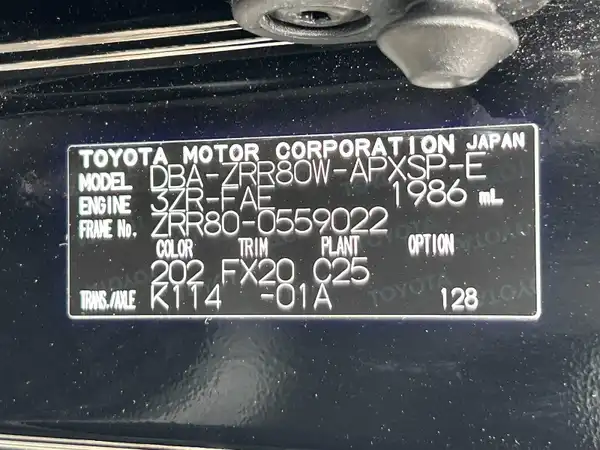 TOYOTA MOTOR CORPORATION JAPAN
MODEL DBA-ZRR80W-APXSP-E
ENGINE 3ZR-FAE 1986 mL
FRAME No. ZRR80-0559022
COLOR TRIM PLANT OPTION
202 FX20 C25
TRANS./AXLE K114 -01A 128